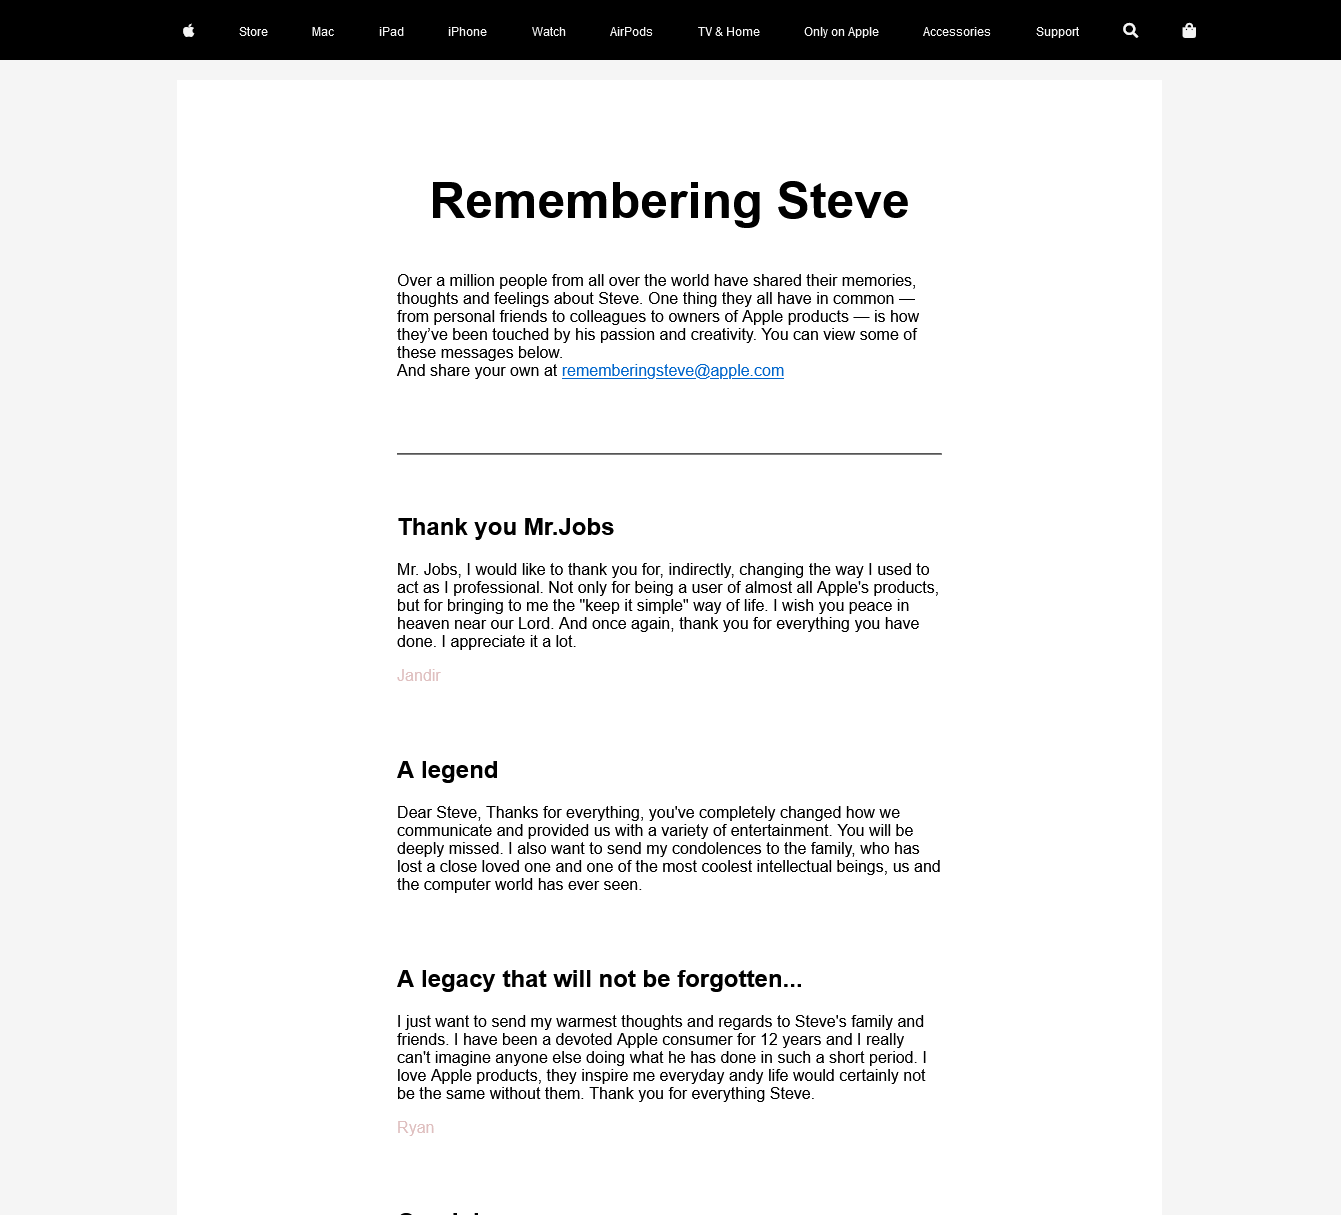 Store Mac iPad iPhone Watch AirPods TV & Home Only on Apple Accessories Support
Remembering Steve
Over a million people from all over the world have shared their memories,
thoughts and feelings about Steve. One thing they all have in common —
from personal friends to colleagues to owners of Apple products — is how
they’ve been touched by his passion and creativity. You can view some of
these messages below.
And share your own at rememberingsteve@apple.com
Thank you Mr.Jobs
Mr. Jobs, I would like to thank you for, indirectly, changing the way I used to
act as I professional. Not only for being a user of almost all Apple's products,
but for bringing to me the "keep it simple" way of life. I wish you peace in
heaven near our Lord. And once again, thank you for everything you have
done. I appreciate it a lot.
Jandir
A legend
Dear Steve, Thanks for everything, you've completely changed how we
communicate and provided us with a variety of entertainment. You will be
deeply missed. I also want to send my condolences to the family, who has
lost a close loved one and one of the most coolest intellectual beings, us and
the computer world has ever seen.
A legacy that will not be forgotten...
I just want to send my warmest thoughts and regards to Steve's family and
friends. I have been a devoted Apple consumer for 12 years and I really
can't imagine anyone else doing what he has done in such a short period. I
love Apple products, they inspire me everyday andy life would certainly not
be the same without them. Thank you for everything Steve.
Ryan